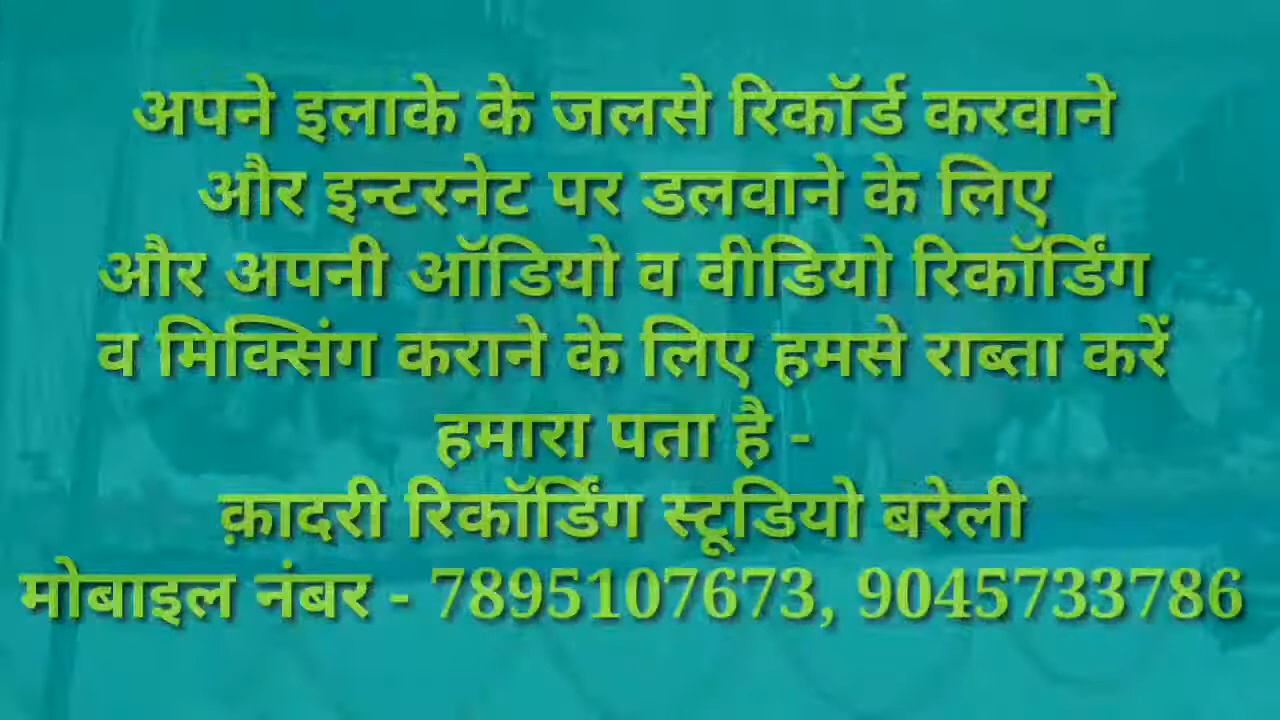 अपने इलाके के जलसे रिकॉर्ड करवाने
और इन्टरनेट पर डलवाने के लिए
और अपनी ऑडियो व वीडियो रिकॉर्डिंग
व मिक्सिंग कराने के लिए हमसे राब्ता करें
हमारा पता है -
क़ादरी रिकॉर्डिंग स्टूडियो बरेली
मोबाइल नंबर - 7895107673, 9045733786